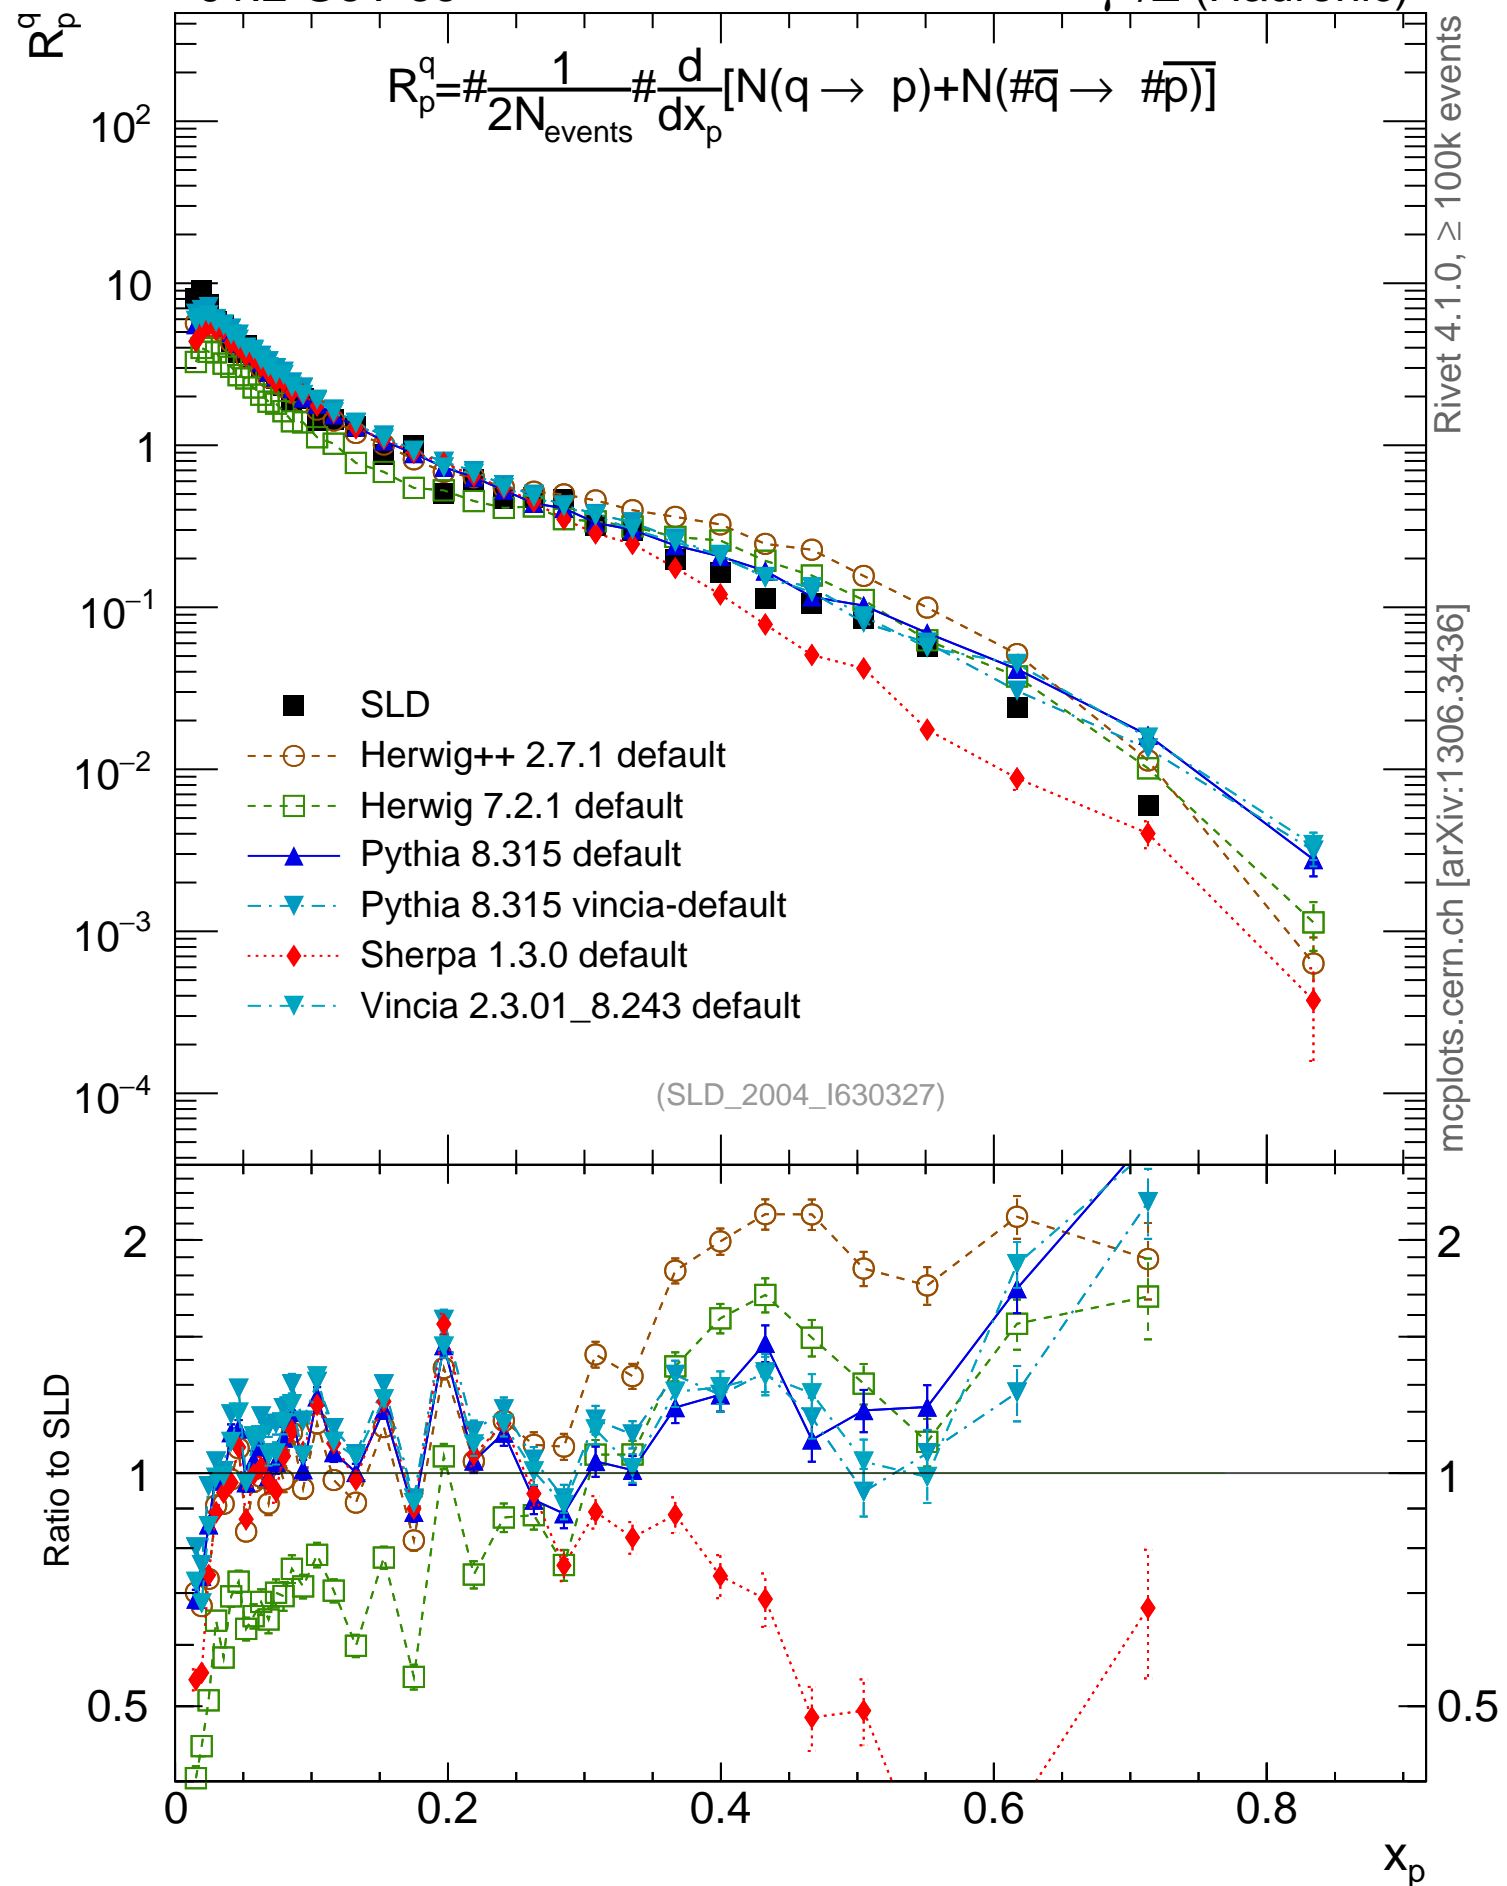 γ*/Z (Hadronic)
R_p^q
R_p^q=#1/2N_events #d/dx_p[N(q → p)+N(#q̅ → #p̅)]
10²
10
1
10⁻¹
10⁻²
10⁻³
10⁻⁴
SLD
Herwig++ 2.7.1 default
Herwig 7.2.1 default
Pythia 8.315 default
Pythia 8.315 vincia-default
Sherpa 1.3.0 default
Vincia 2.3.01_8.243 default
(SLD_2004_I630327)
Rivet 4.1.0, ≥ 100k events
mcplots.cern.ch [arXiv:1306.3436]
Ratio to SLD
2
1
0.5
2
1
0.5
0
0.2
0.4
0.6
0.8
x_p